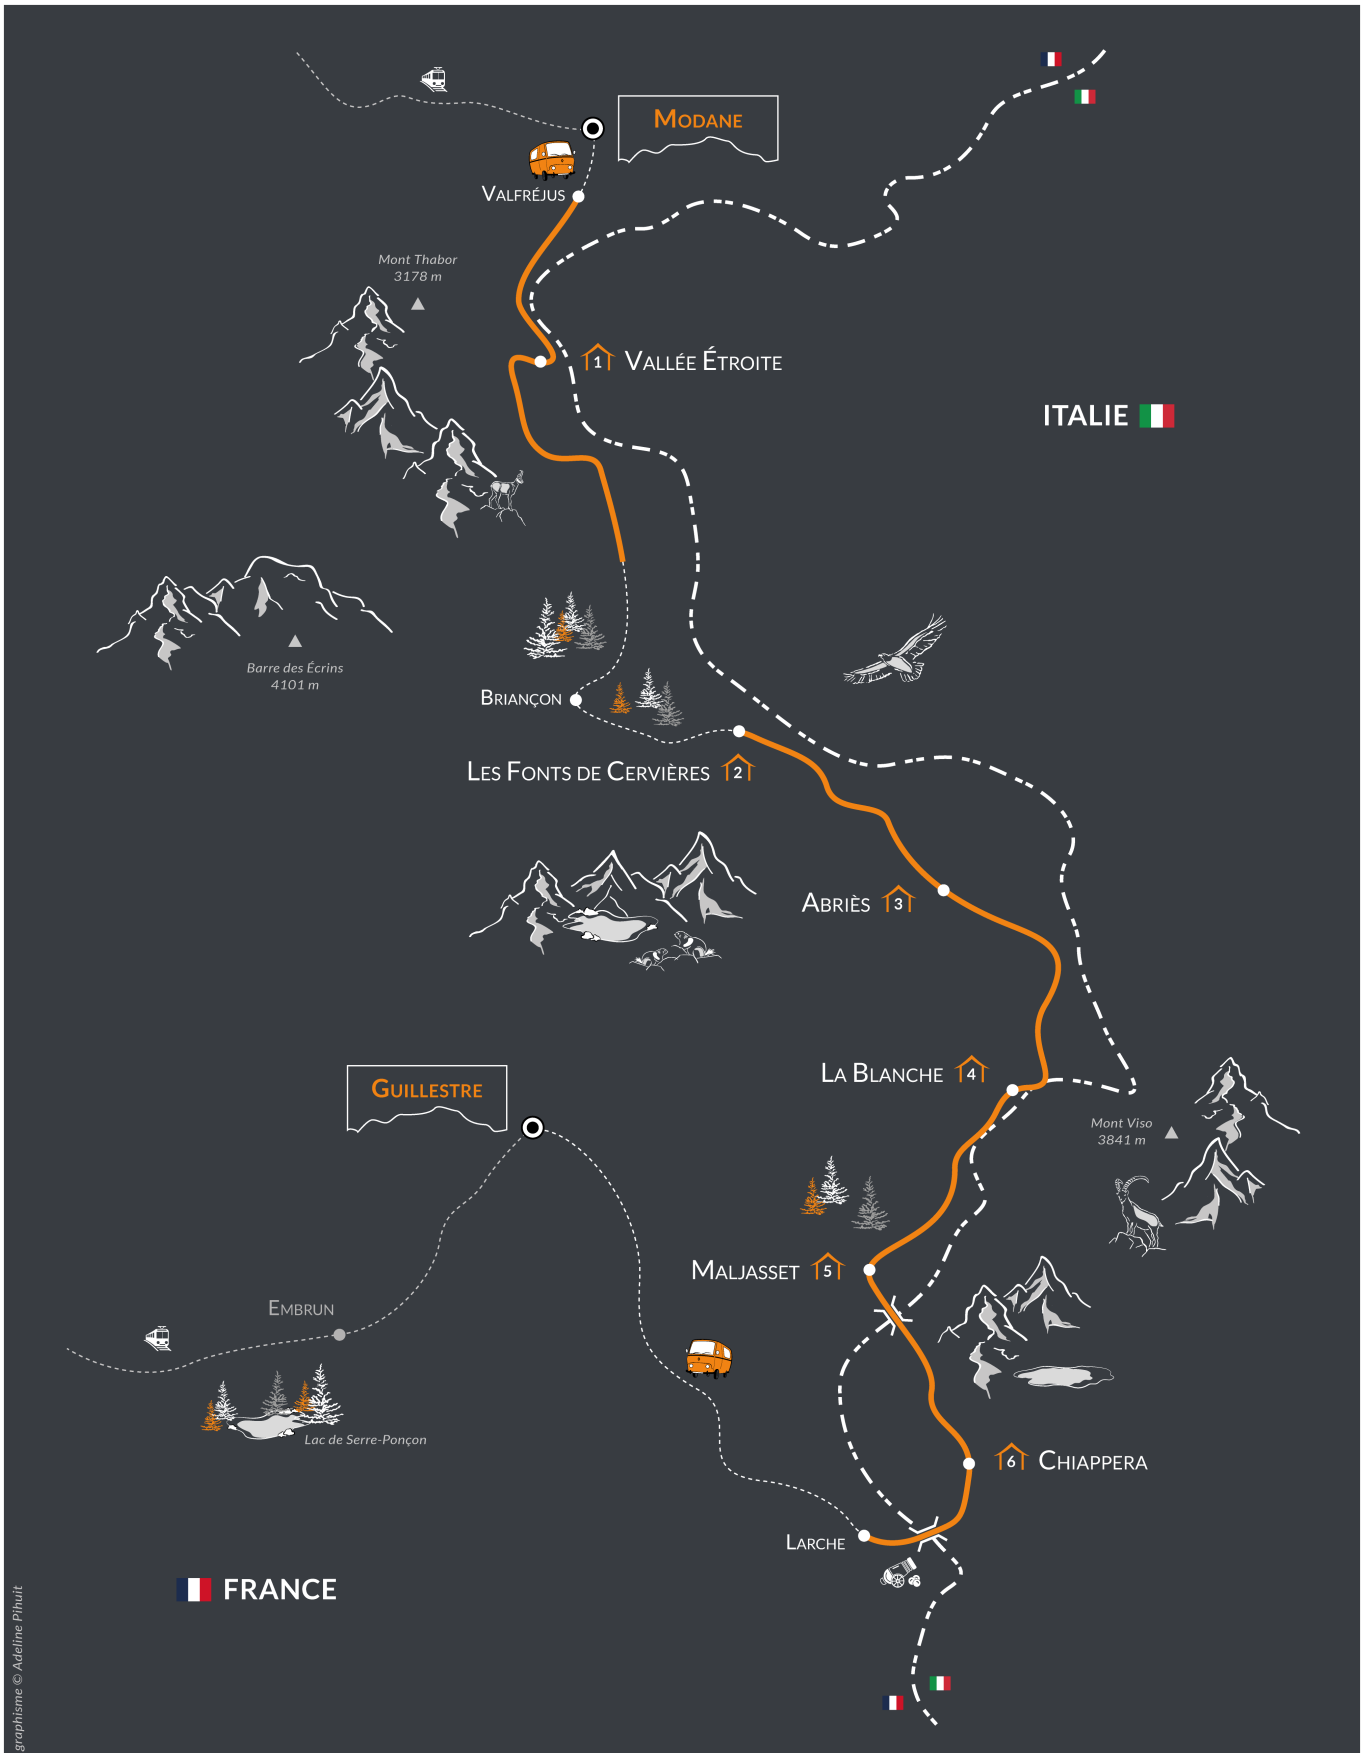 MODANE
VALFRÉJUS
Mont Thabor
3178 m
1 VALLÉE ÉTROITE
ITALIE
Barre des Écrins
4101 m
BRIANÇON
LES FONTS DE CERVIÈRES 2
ABRIÈS 3
LA BLANCHE 4
GUILLESTRE
Mont Viso
3841 m
MALJASSET 5
EMBRUN
Lac de Serre-Ponçon
6 CHIAPPERA
LARCHE
FRANCE
graphisme © Adeline Pihuit